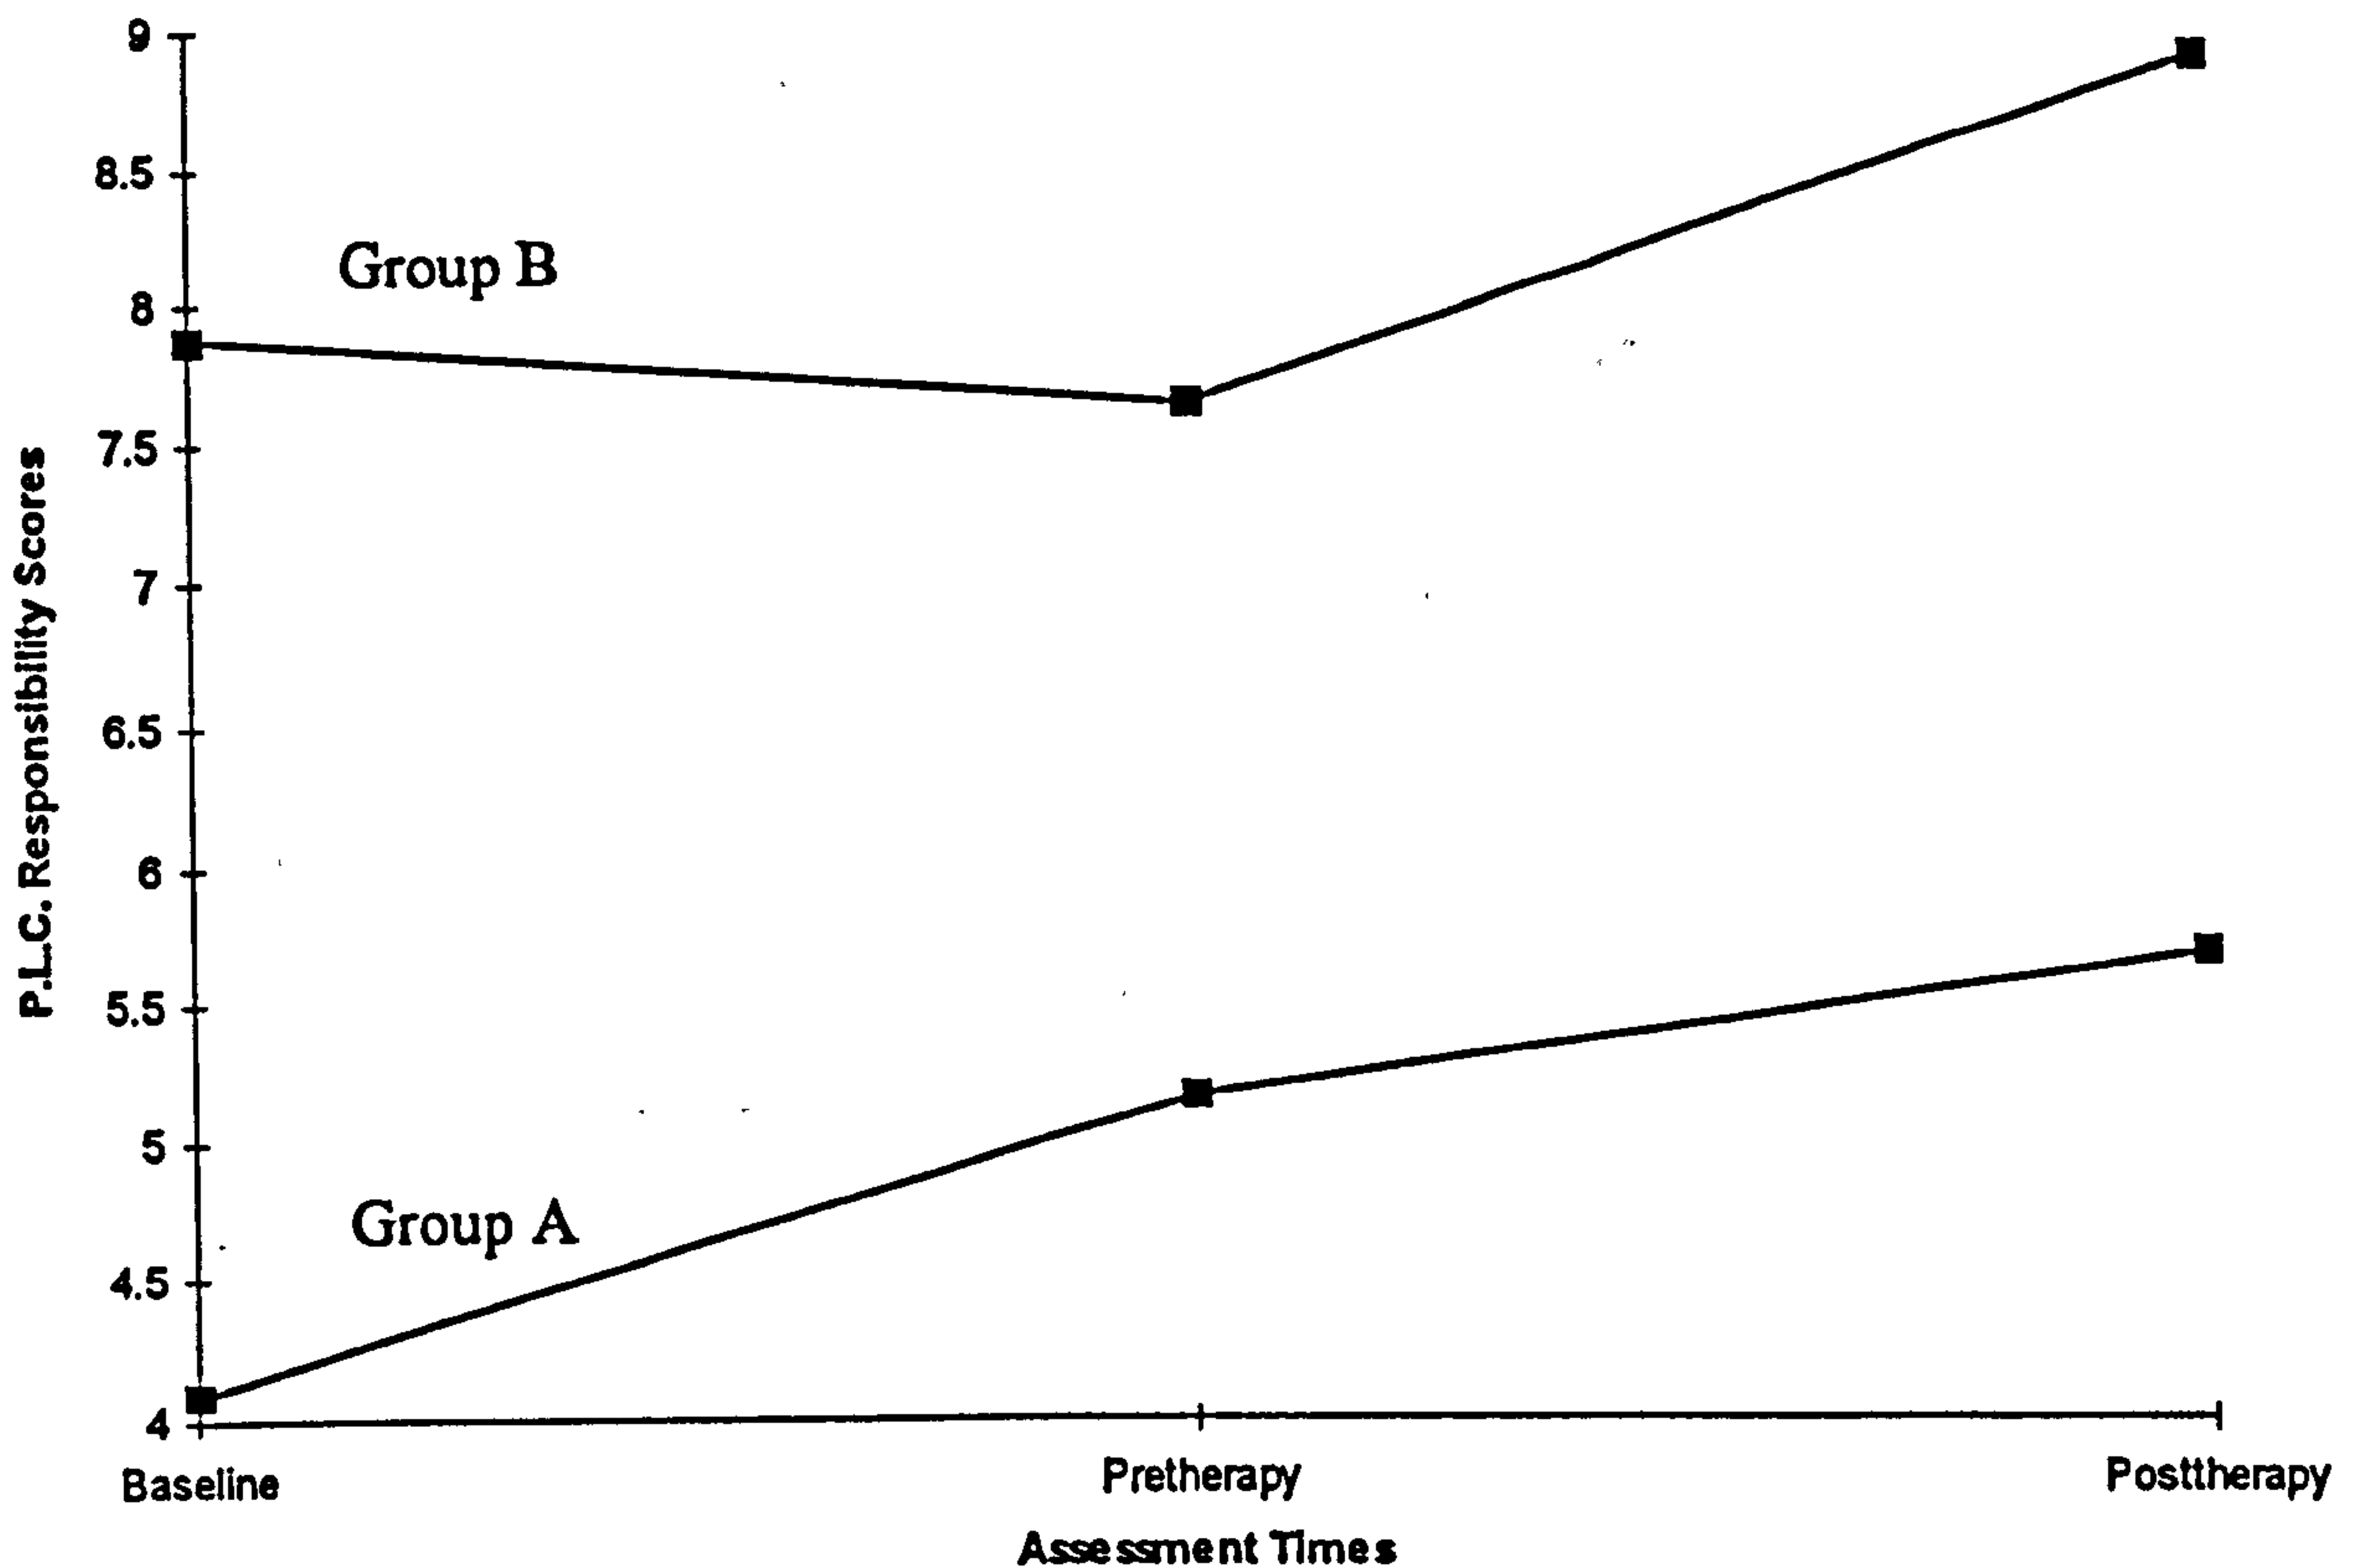 9
8.5
Group B
8
7.5
7
6.5
6
5.5
5
Group A
4.5
4
P.L.C. Responsibility Scores
Baseline
Pretherapy
Posttherapy
Assessment Times